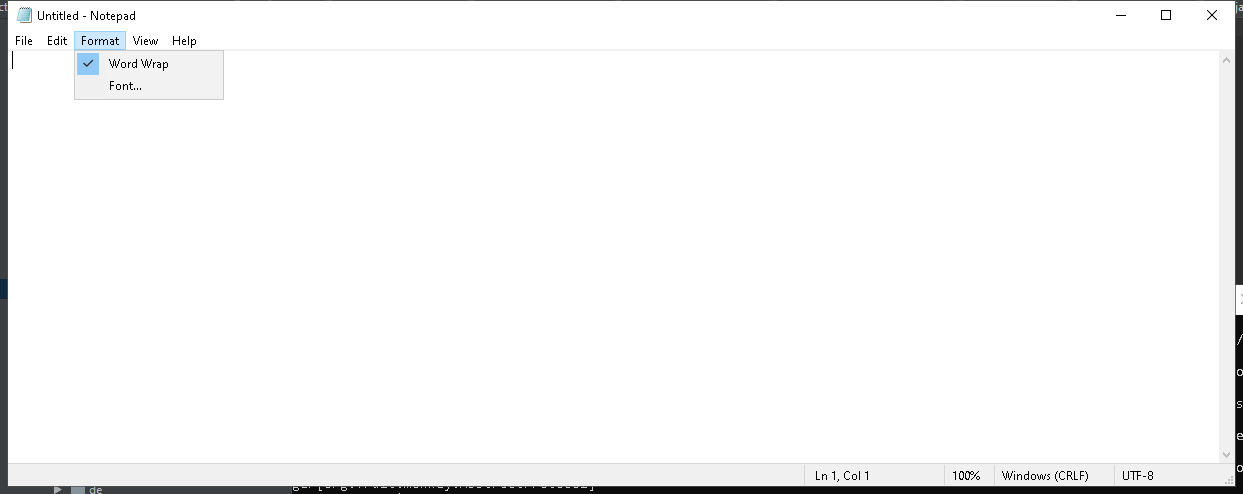 Untitled - Notepad
File Edit Format View Help
Word Wrap
Font...
Ln 1, Col 1 100% Windows (CRLF) UTF-8
de